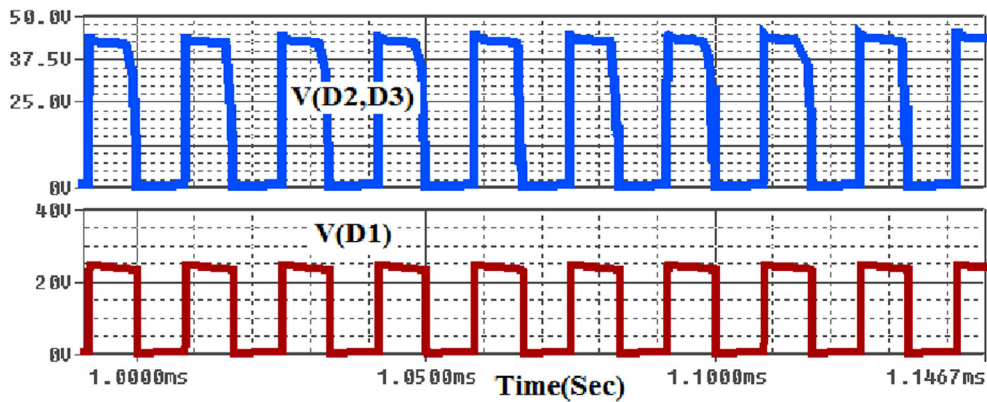 50.0V
37.5V
V(D2,D3)
25.0V
0V
40V
V(D1)
20V
0V
1.0000ms 1.0500ms 1.1000ms 1.1467ms
Time(Sec)